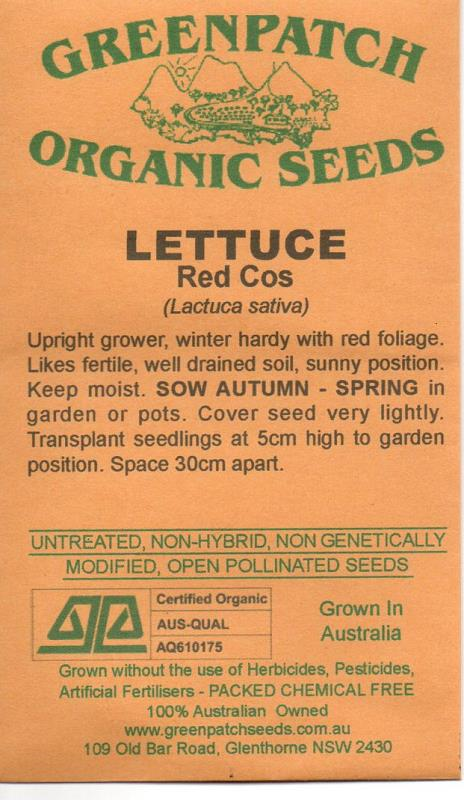 GREENPATCH
ORGANIC SEEDS
LETTUCE
Red Cos
(Lactuca sativa)
Upright grower, winter hardy with red foliage.
Likes fertile, well drained soil, sunny position.
Keep moist. SOW AUTUMN - SPRING in
garden or pots. Cover seed very lightly.
Transplant seedlings at 5cm high to garden
position. Space 30cm apart.
UNTREATED, NON-HYBRID, NON GENETICALLY
MODIFIED, OPEN POLLINATED SEEDS
Certified Organic
AUS-QUAL
AQ610175
Grown In
Australia
Grown without the use of Herbicides, Pesticides,
Artificial Fertilisers - PACKED CHEMICAL FREE
100% Australian Owned
www.greenpatchseeds.com.au
109 Old Bar Road, Glenthorne NSW 2430